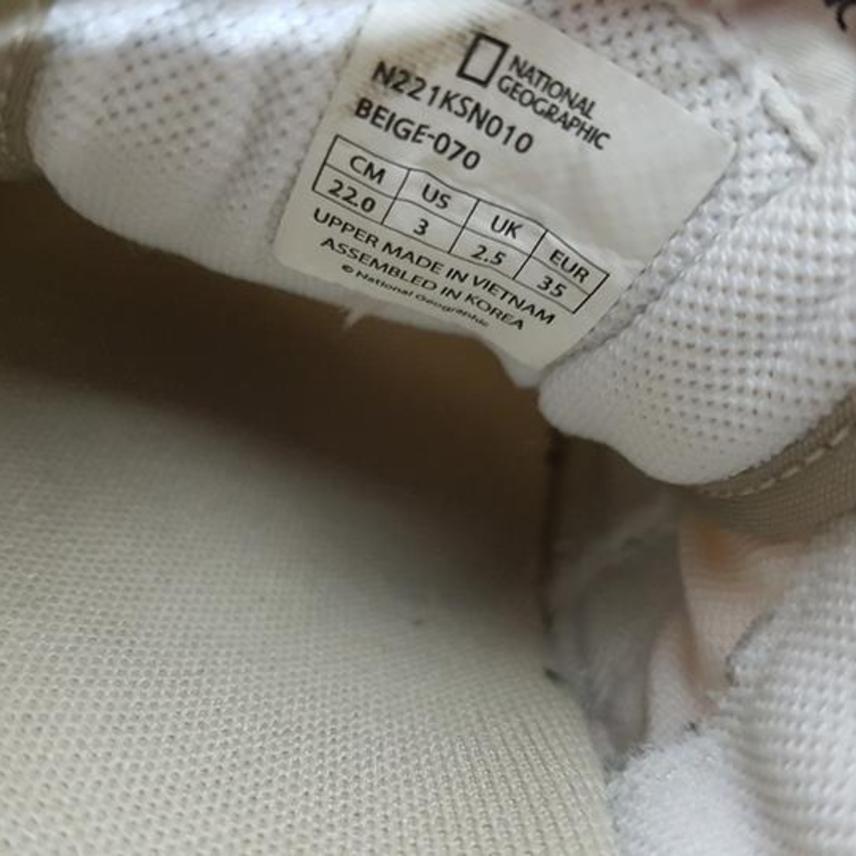 NATIONAL
GEOGRAPHIC
N221KSN010
BEIGE-070
CM US UK EUR
22.0 3 2.5 35
UPPER MADE IN VIETNAM
ASSEMBLED IN KOREA
© National Geographic